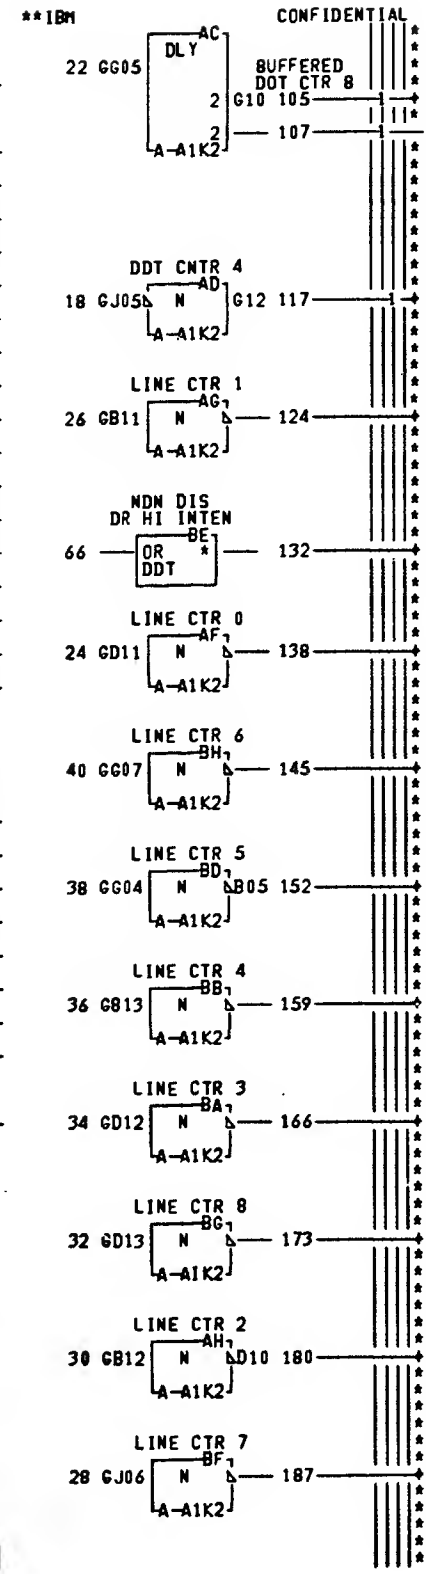 **IBM CONFIDENTIAL
AC
DLY
22 GG05
BUFFERED
DOT CTR 8
2 G10 105 1
2 107 1
A-A1K2
DDT CNTR 4
AD
18 GJ05 N G12 117 1
A-A1K2
LINE CTR 1
AG
26 GB11 N 124
A-A1K2
NDN DIS
DR HI INTEN
BE
66 OR * 132
DDT
LINE CTR 0
AF
24 GD11 N 138
A-A1K2
LINE CTR 6
BH
40 GG07 N 145
A-A1K2
LINE CTR 5
BD
38 GG04 N B05 152
A-A1K2
LINE CTR 4
BB
36 GB13 N 159
A-A1K2
LINE CTR 3
BA
34 GD12 N 166
A-A1K2
LINE CTR 8
BG
32 GD13 N 173
A-A1K2
LINE CTR 2
AH
30 GB12 N D10 180
A-A1K2
LINE CTR 7
BF
28 GJ06 N 187
A-A1K2